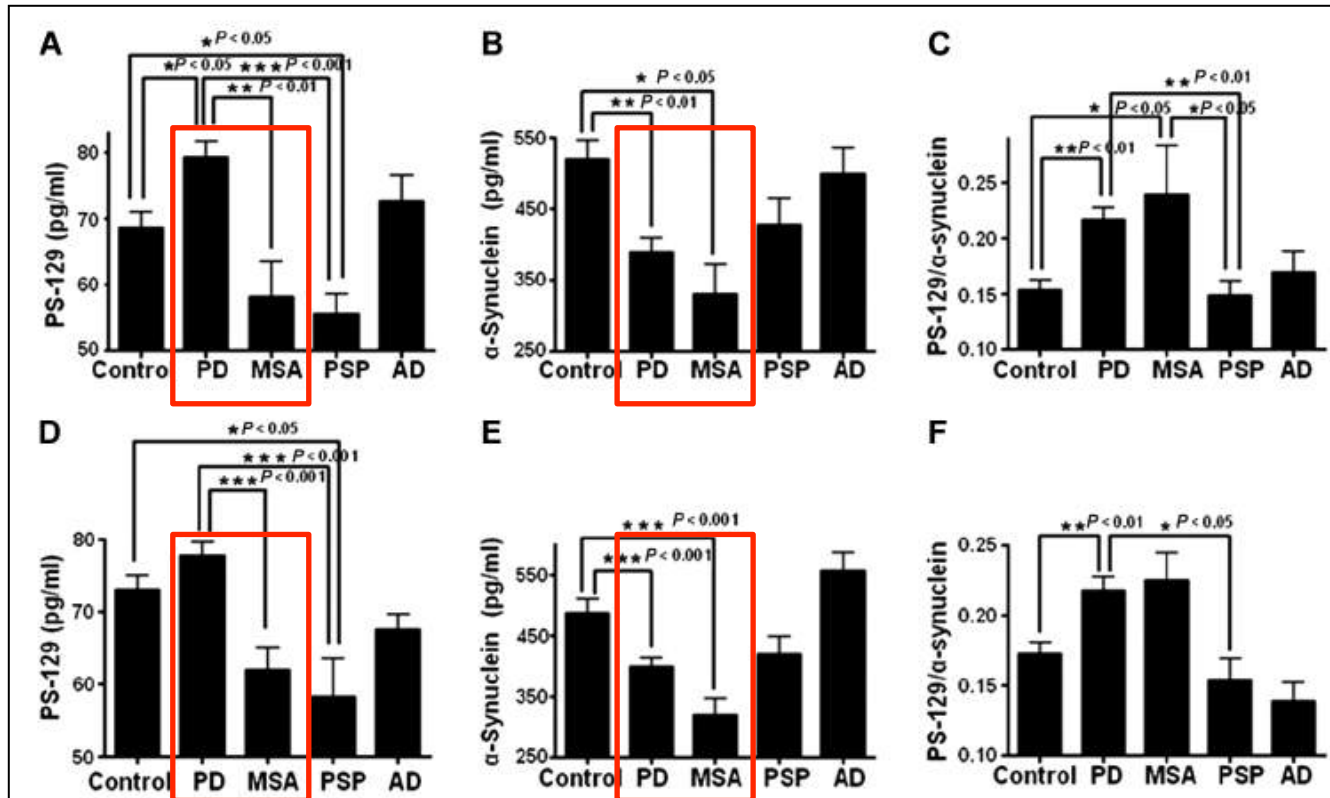 A
* P < 0.05
* P < 0.05 *** P < 0.001
** P < 0.01
PS-129 (pg/ml)
80
70
60
50
Control PD MSA PSP AD
B
* P < 0.05
** P < 0.01
α-Synuclein (pg/ml)
550
450
350
250
Control PD MSA PSP AD
C
** P < 0.01
* P < 0.05 * P < 0.05
** P < 0.01
PS-129/α-synuclein
0.25
0.20
0.15
0.10
Control PD MSA PSP AD
D
* P < 0.05
*** P < 0.001
*** P < 0.001
PS-129 (pg/ml)
80
70
60
50
Control PD MSA PSP AD
E
*** P < 0.001
*** P < 0.001
α-Synuclein (pg/ml)
550
450
350
250
Control PD MSA PSP AD
F
** P < 0.01 * P < 0.05
PS-129/α-synuclein
0.25
0.20
0.15
0.10
Control PD MSA PSP AD